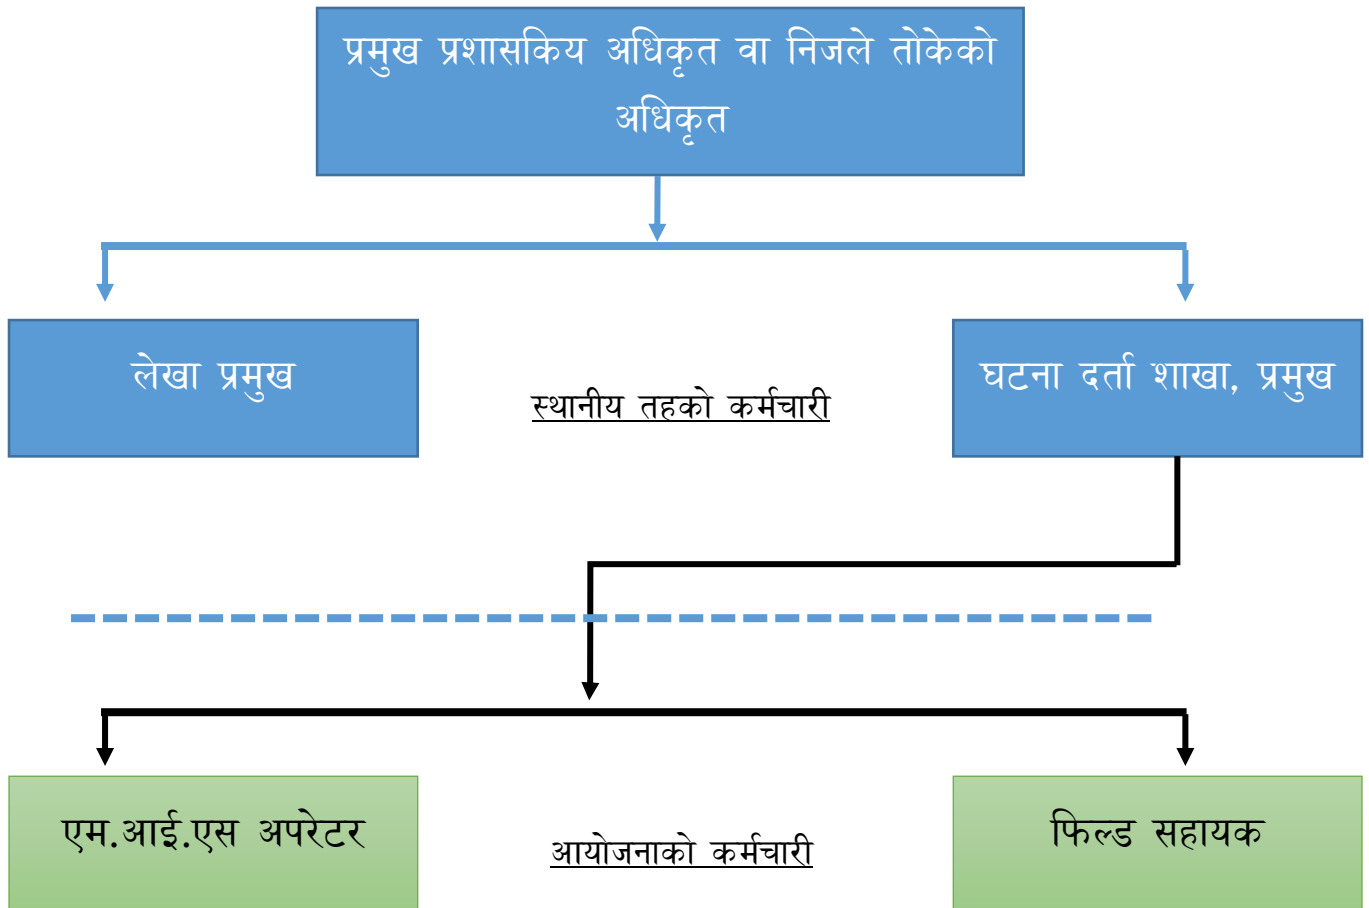 प्रमुख प्रशासकिय अधिकृत वा निजले तोकेको
अधिकृत
लेखा प्रमुख
स्थानीय तहको कर्मचारी
घटना दर्ता शाखा, प्रमुख
एम.आई.एस अपरेटर
आयोजनाको कर्मचारी
फिल्ड सहायक